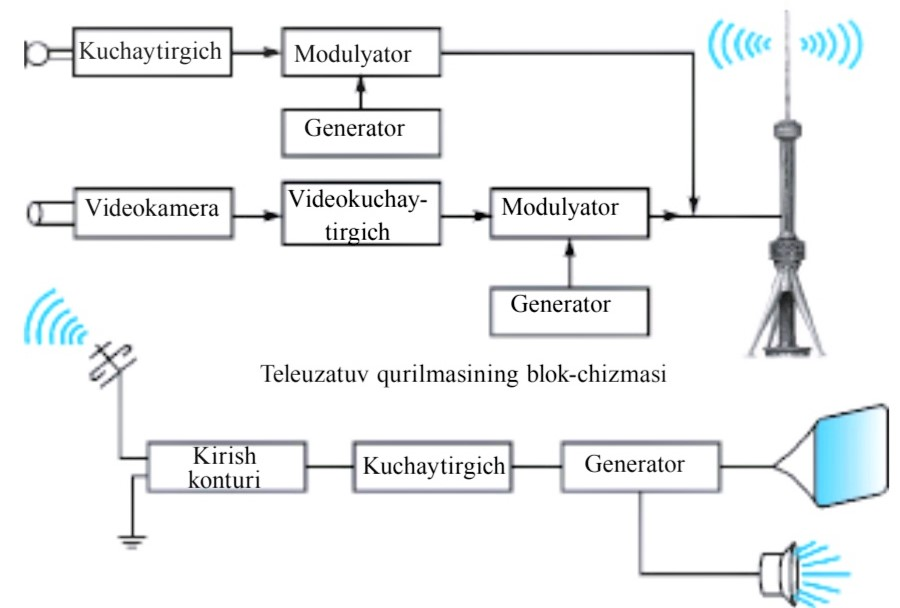 Kuchaytirgich
Modulyator
Generator
Videokamera
Videokuchay-
tirgich
Modulyator
Generator
Teleuzatuv qurilmasining blok-chizmasi
Kirish
konturi
Kuchaytirgich
Generator